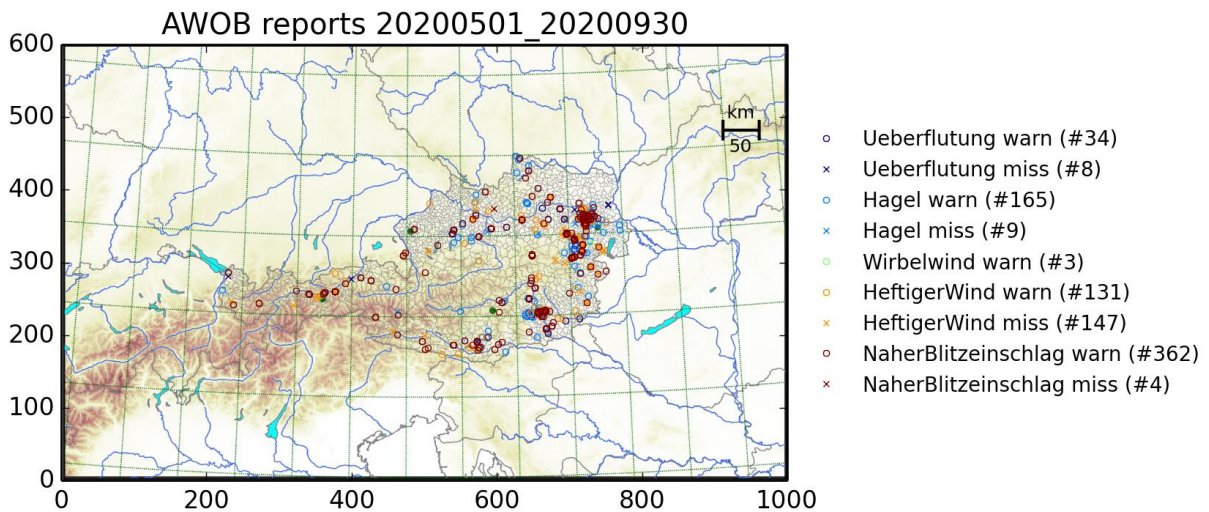 AWOB reports 20200501_20200930
600
500
400
300
200
100
0
0 200 400 600 800 1000
km
50
Ueberflutung warn (#34)
Ueberflutung miss (#8)
Hagel warn (#165)
Hagel miss (#9)
Wirbelwind warn (#3)
HeftigerWind warn (#131)
HeftigerWind miss (#147)
NaherBlitzeinschlag warn (#362)
NaherBlitzeinschlag miss (#4)